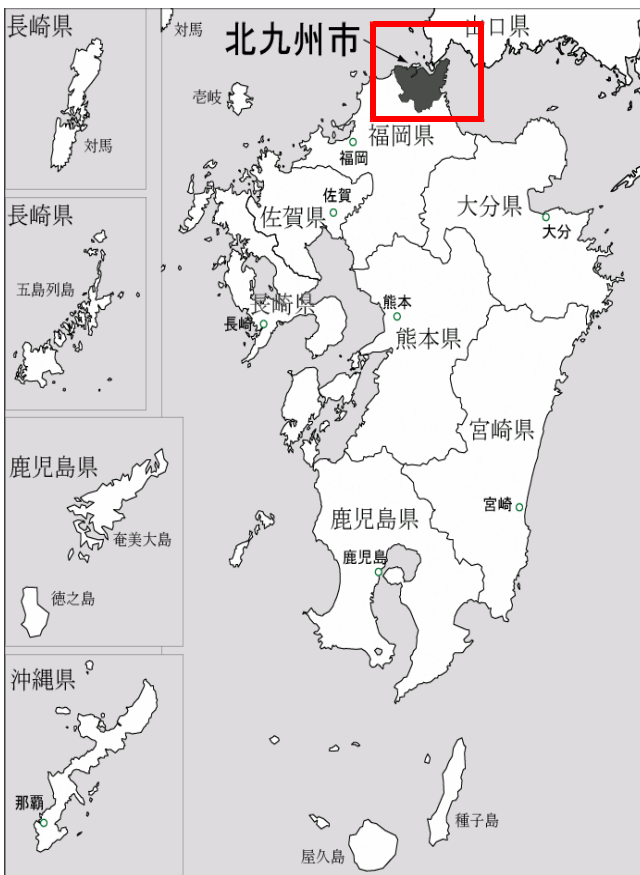 長崎県
対馬
対馬
北九州市
山口県
壱岐
福岡県
福岡
長崎県
五島列島
佐賀
佐賀県
大分県
大分
長崎県
長崎
熊本
熊本県
宮崎県
宮崎
鹿児島県
奄美大島
徳之島
鹿児島県
鹿児島
沖縄県
那覇
種子島
屋久島